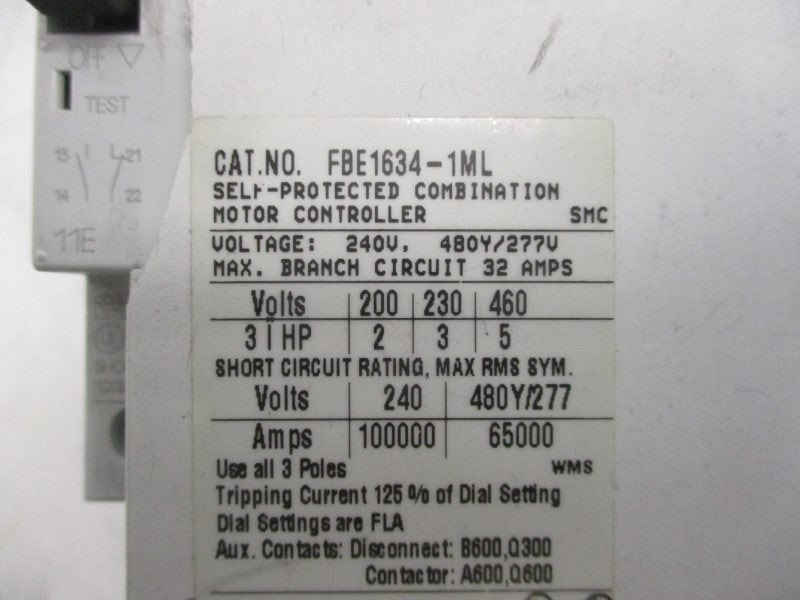 OFF ▽
TEST
13 21
14 22
11E
CAT.NO. FBE1634-1ML
SELF-PROTECTED COMBINATION
MOTOR CONTROLLER SMC
VOLTAGE: 240V, 480Y/277V
MAX. BRANCH CIRCUIT 32 AMPS
Volts 200 230 460
3 Ï HP 2 3 5
SHORT CIRCUIT RATING, MAX RMS SYM.
Volts 240 480Y/277
Amps 100000 65000
Use all 3 Poles WMS
Tripping Current 125 % of Dial Setting
Dial Settings are FLA
Aux. Contacts: Disconnect: B600,Q300
Contactor: A600,Q600